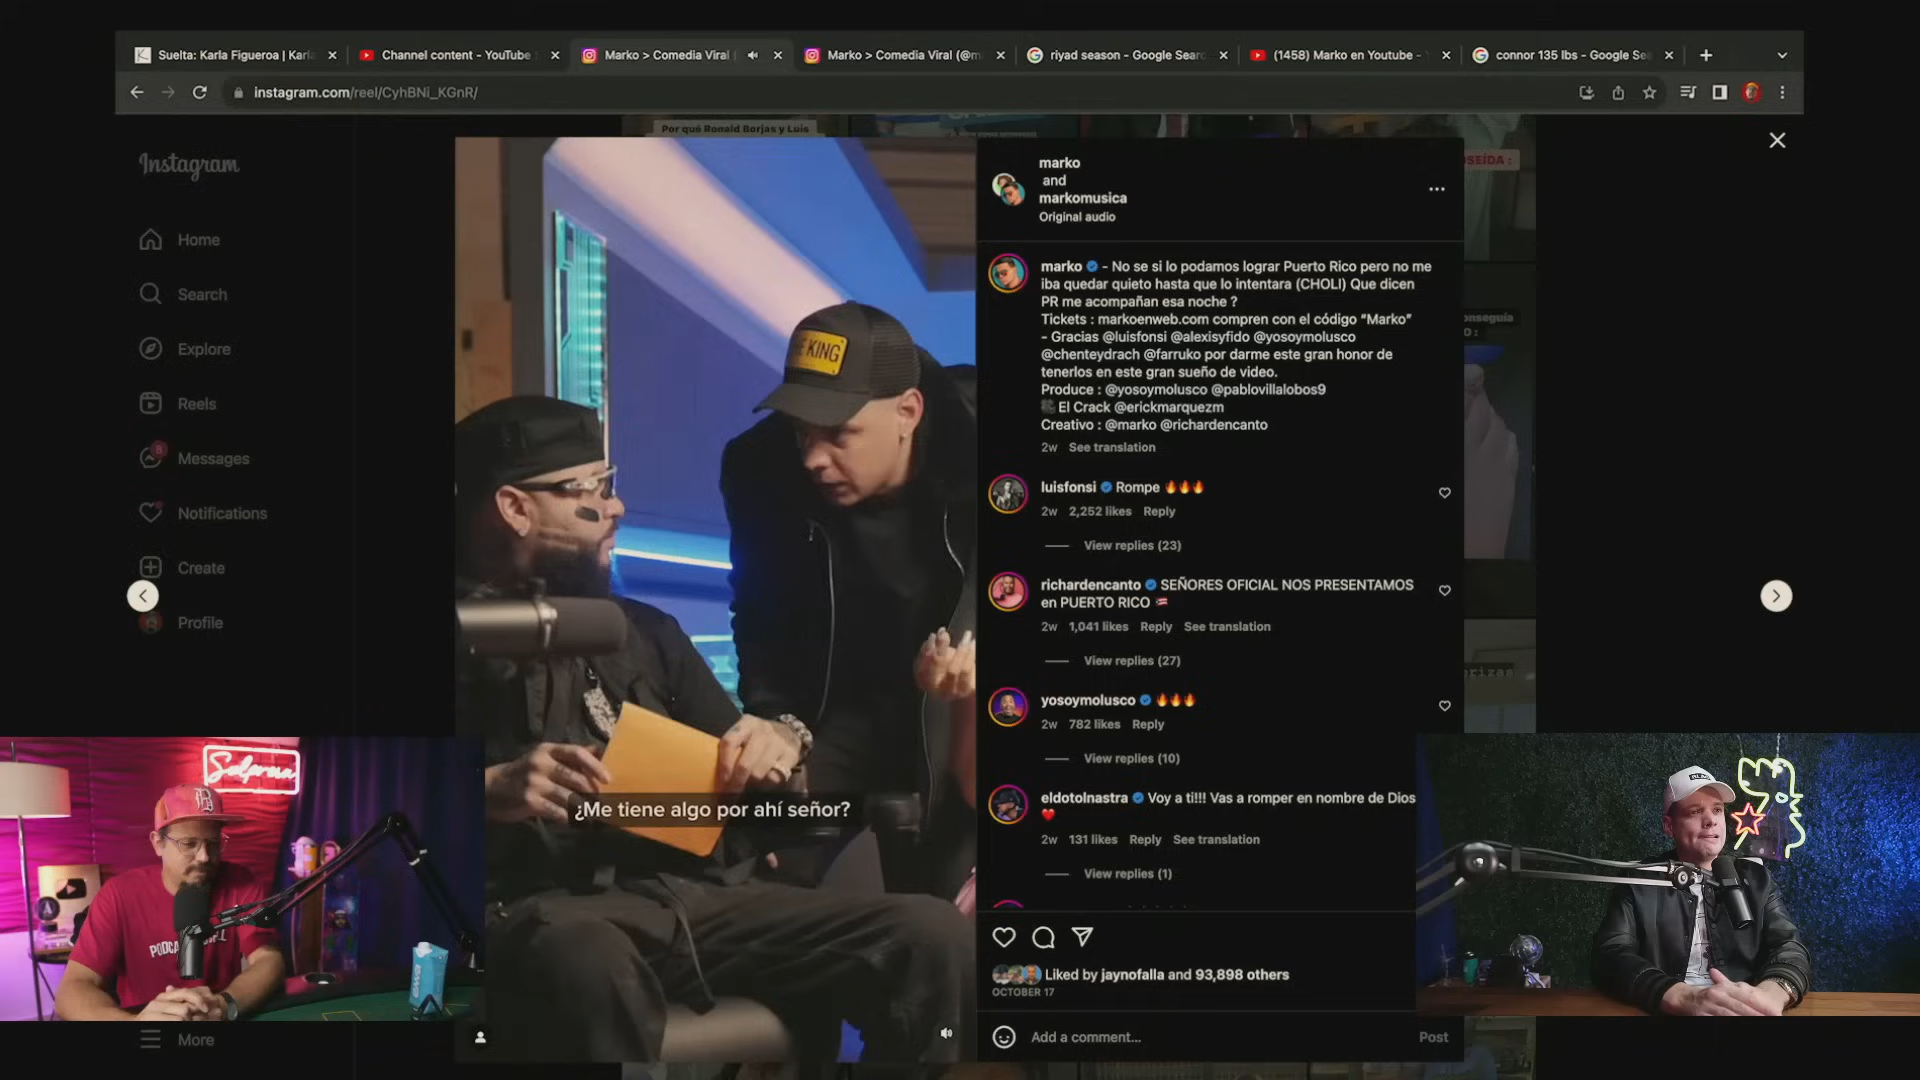 Suelta: Karla Figueroa | Karla
Channel content - YouTube S
Marko > Comedia Viral (
Marko > Comedia Viral (@m
riyad season - Google Searc
(1458) Marko en Youtube - Y
connor 135 lbs - Google Sea
instagram.com/reel/CyhBNi_KGnR/
Por qué Ronald Borjas y Luis
Instagram
Home
Search
Explore
Reels
8
Messages
Notifications
Create
Profile
More
marko
and
markomusica
Original audio
marko - No se si lo podamos lograr Puerto Rico pero no me
iba quedar quieto hasta que lo intentara (CHOLI) Que dicen
PR me acompañan esa noche ?
Tickets : markoenweb.com compren con el código “Marko”
- Gracias @luisfonsi @alexisyfido @yosoymolusco
@chenteydrach @farruko por darme este gran honor de
tenerlos en este gran sueño de video.
Produce : @yosoymolusco @pablovillalobos9
🎥 El Crack @erickmarquezm
Creativo : @marko @richardencanto
2w See translation
luisfonsi Rompe 🔥🔥🔥
2w 2,252 likes Reply
View replies (23)
richardencanto SEÑORES OFICIAL NOS PRESENTAMOS
en PUERTO RICO 🇵🇷
2w 1,041 likes Reply See translation
View replies (27)
yosoymolusco 🔥🔥🔥
2w 782 likes Reply
View replies (10)
eldotolnastra Voy a ti!!! Vas a romper en nombre de Dios
❤️
2w 131 likes Reply See translation
View replies (1)
Liked by jaynofalla and 93,898 others
OCTOBER 17
Add a comment...
Post
KING
¿Me tiene algo por ahí señor?
OSEÍDA :
onseguía
O :